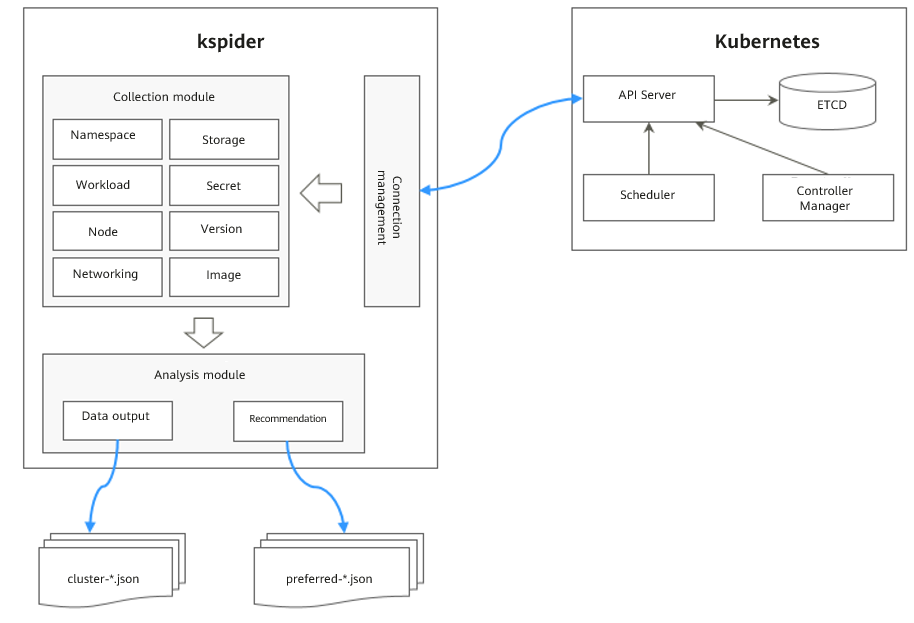 kspider
Collection module
Namespace
Storage
Workload
Secret
Node
Version
Networking
Image
Connection
management
Analysis module
Data output
Recommendation
cluster-*.json
preferred-*.json
Kubernetes
API Server
ETCD
Scheduler
Controller
Manager